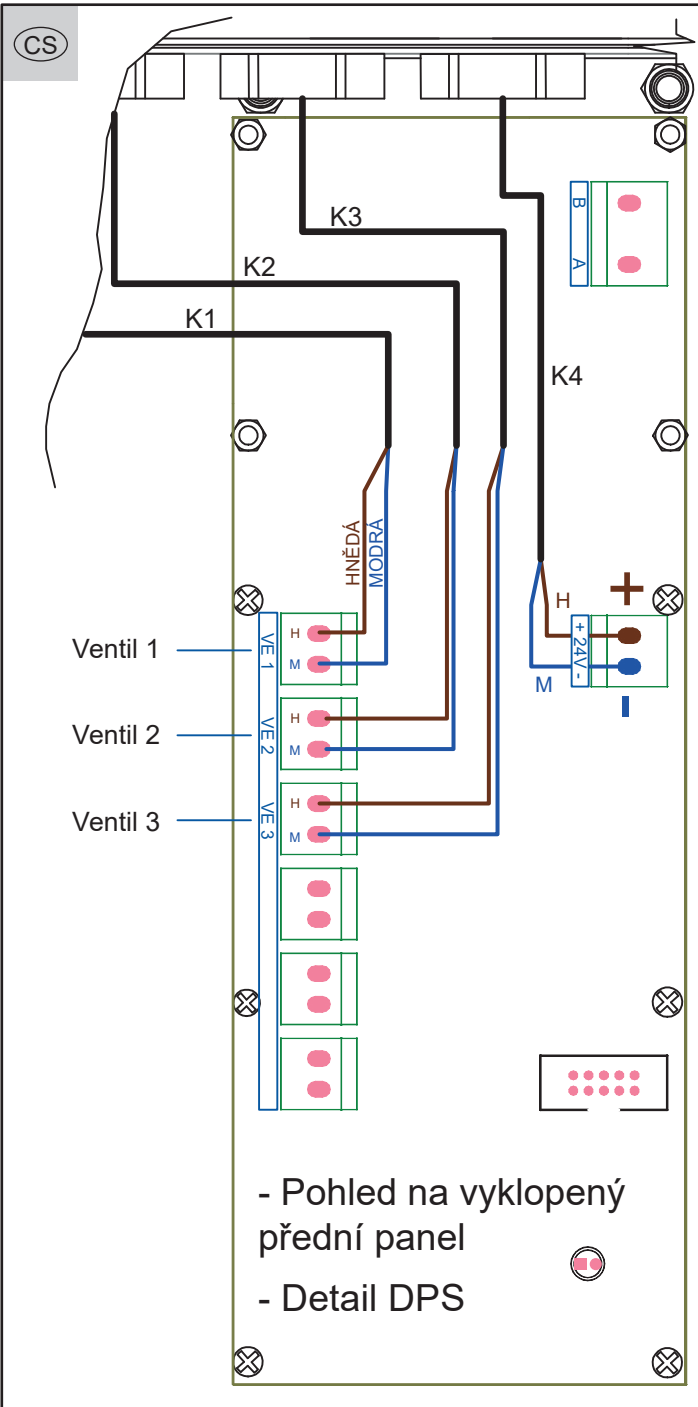 CS
B
A
K3
K2
K1
K4
HNĚDÁ
MODRÁ
H
M
+ 24V -
+
-
Ventil 1
VE 1
H
M
Ventil 2
VE 2
H
M
Ventil 3
VE 3
H
M
- Pohled na vyklopený
přední panel
- Detail DPS